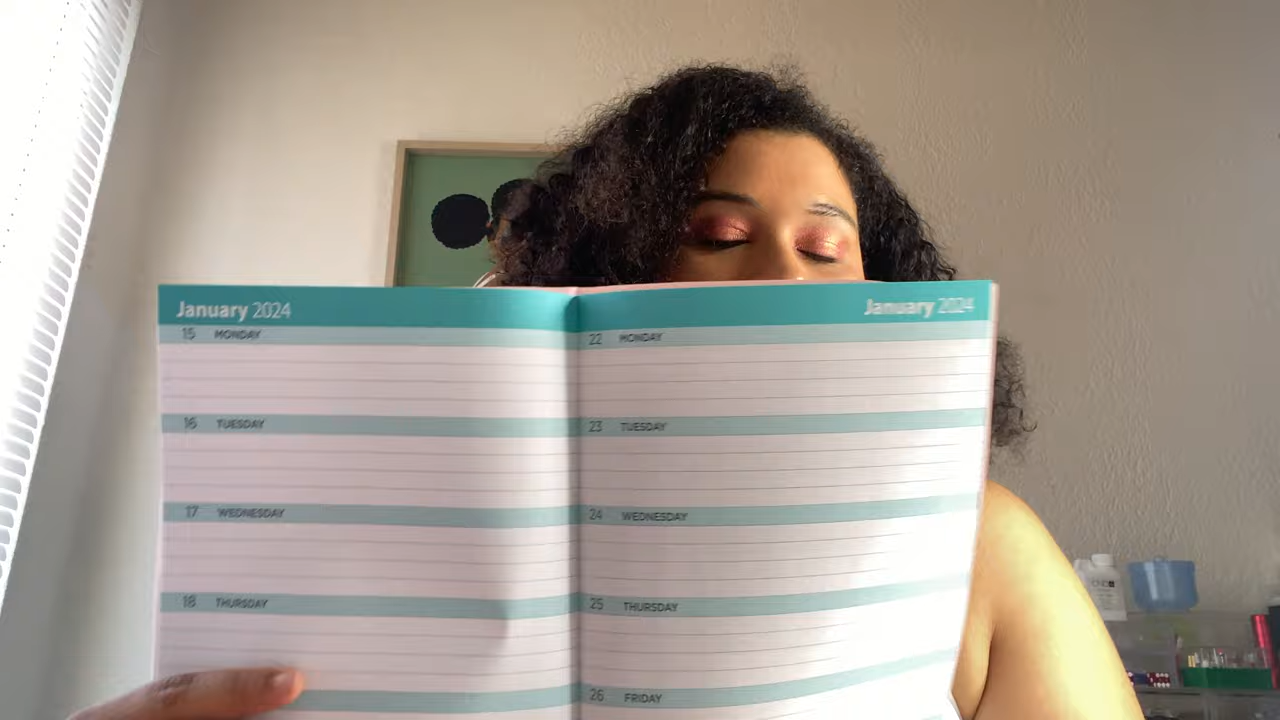 January 2024
15 MONDAY
16 TUESDAY
17 WEDNESDAY
18 THURSDAY
January 2024
22 MONDAY
23 TUESDAY
24 WEDNESDAY
25 THURSDAY
26 FRIDAY